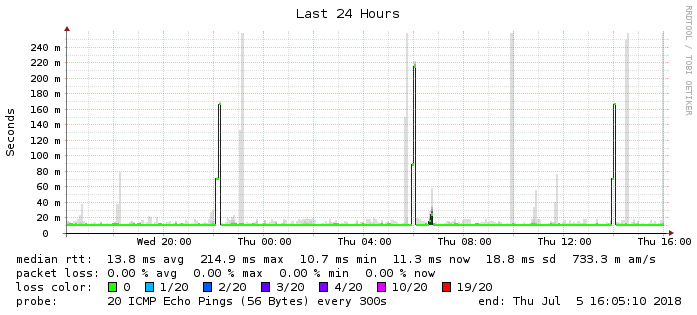 Last 24 Hours
RRDTOOL / TOBI OETIKER
Seconds
240 m
220 m
200 m
180 m
160 m
140 m
120 m
100 m
80 m
60 m
40 m
20 m
0
Wed 20:00 Thu 00:00 Thu 04:00 Thu 08:00 Thu 12:00 Thu 16:00
median rtt: 13.8 ms avg 214.9 ms max 10.7 ms min 11.3 ms now 18.8 ms sd 733.3 m am/s
packet loss: 0.00 % avg 0.00 % max 0.00 % min 0.00 % now
loss color: 0 1/20 2/20 3/20 4/20 10/20 19/20
probe: 20 ICMP Echo Pings (56 Bytes) every 300s end: Thu Jul 5 16:05:10 2018